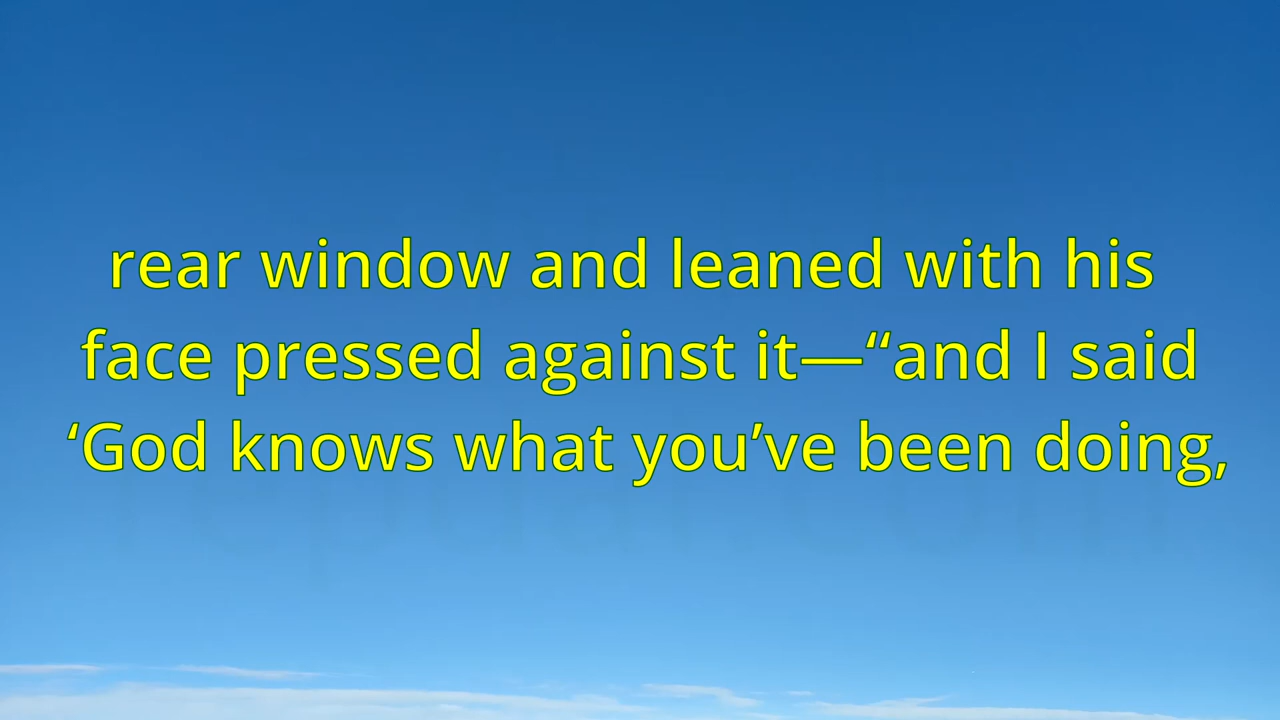 rear window and leaned with his
face pressed against it—“and I said
‘God knows what you’ve been doing,